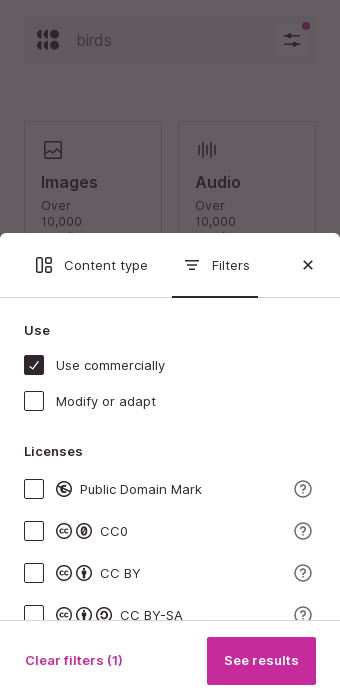 birds
Images
Audio
Over
10,000
Over
10,000
Content type
Filters
Use
Use commercially
Modify or adapt
Licenses
Public Domain Mark
CC0
CC BY
CC BY-SA
Clear filters (1)
See results